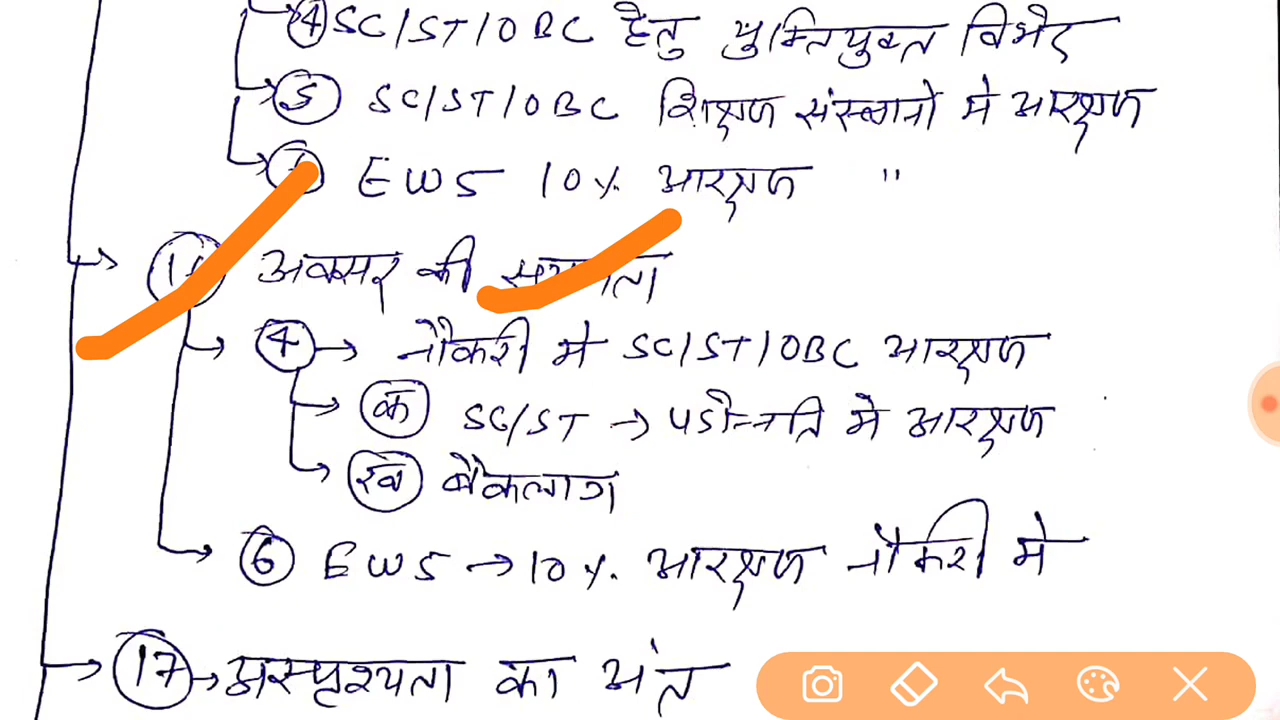 4 SC/ST/OBC हेतु युक्तियुक्त विभेद
5 SC/ST/OBC शिक्षण संस्थानो मे आरक्षण
EWS 10% आरक्षण "
अवसर की
4 → नौकरी मे SC/ST/OBC आरक्षण
क SC/ST → पदोन्नति मे आरक्षण
ख बैकलाग
6 EWS → 10% आरक्षण नौकरी मे
17 → अस्पृश्यता का अंत